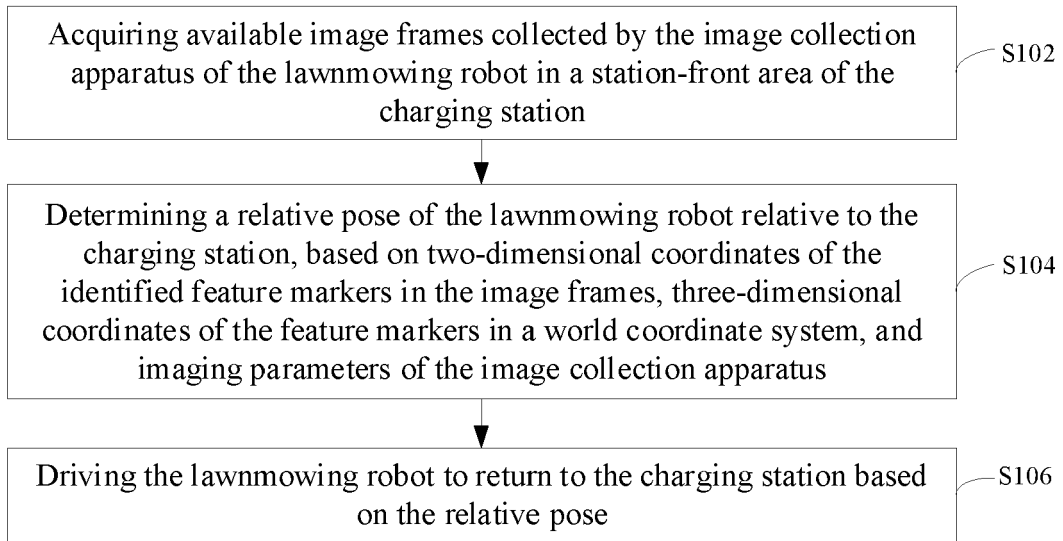 Acquiring available image frames collected by the image collection
apparatus of the lawnmowing robot in a station-front area of the
charging station
S102
Determining a relative pose of the lawnmowing robot relative to the
charging station, based on two-dimensional coordinates of the
identified feature markers in the image frames, three-dimensional
coordinates of the feature markers in a world coordinate system, and
imaging parameters of the image collection apparatus
S104
Driving the lawnmowing robot to return to the charging station based
on the relative pose
S106